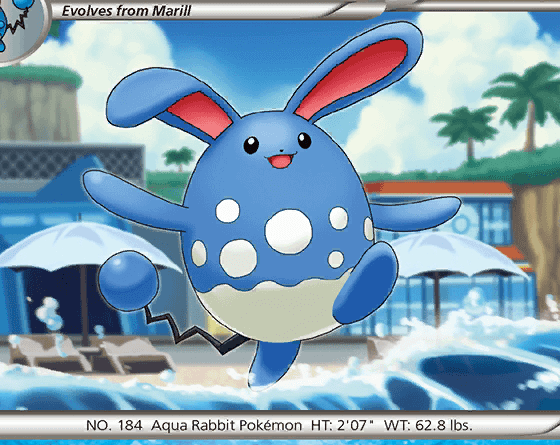 Evolves from Marill
NO. 184 Aqua Rabbit Pokémon HT: 2'07" WT: 62.8 lbs.